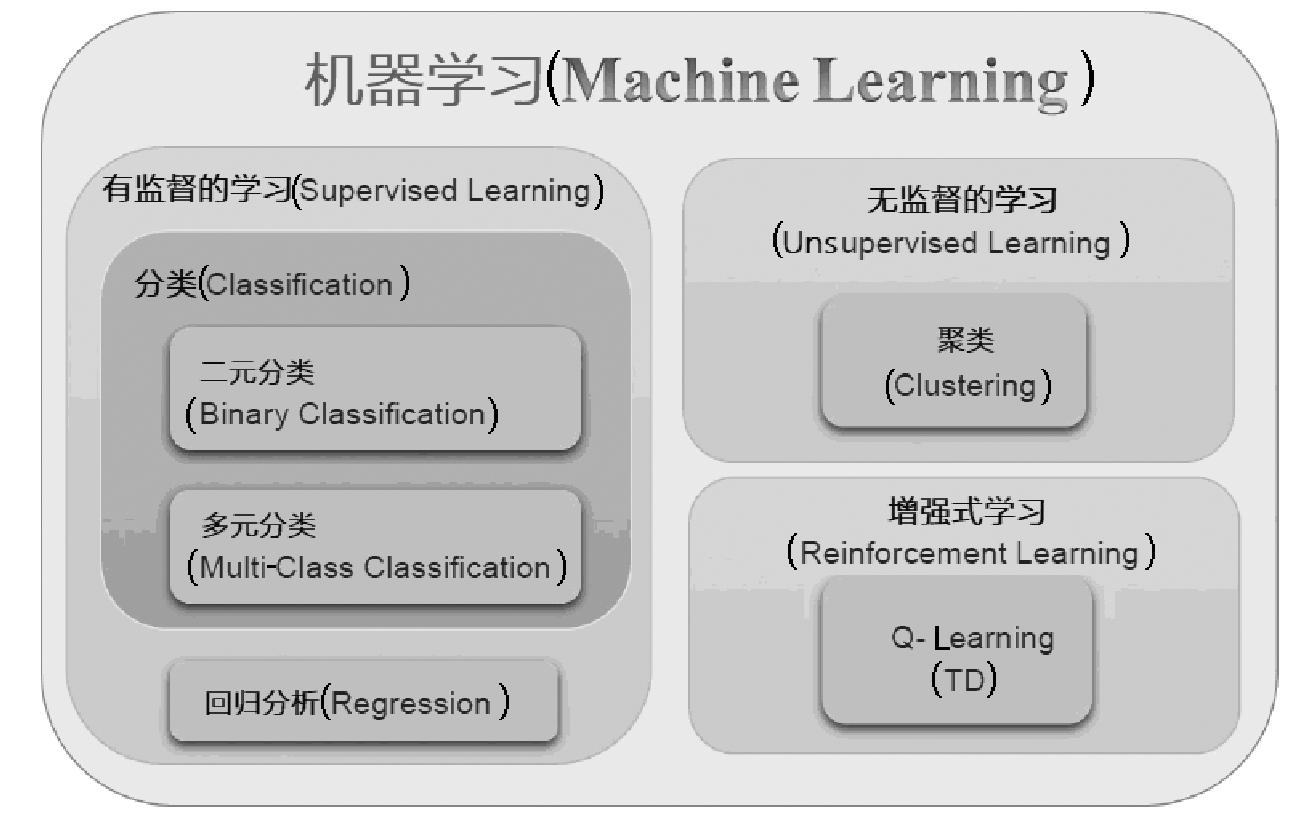 机器学习(Machine Learning)
有监督的学习(Supervised Learning)
分类(Classification)
二元分类
(Binary Classification)
多元分类
(Multi-Class Classification)
回归分析(Regression)
无监督的学习
(Unsupervised Learning)
聚类
(Clustering)
增强式学习
(Reinforcement Learning)
Q- Learning
(TD)